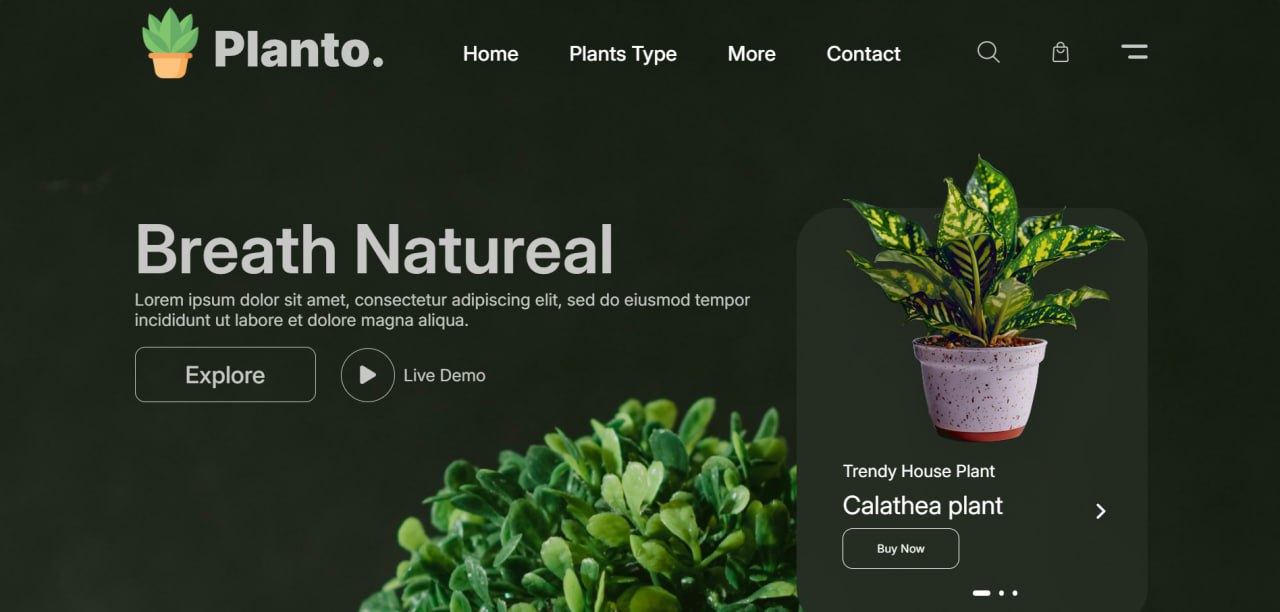 Planto.
Home
Plants Type
More
Contact
Breath Natureal
Lorem ipsum dolor sit amet, consectetur adipiscing elit, sed do eiusmod tempor
incididunt ut labore et dolore magna aliqua.
Explore
Live Demo
Trendy House Plant
Calathea plant
Buy Now